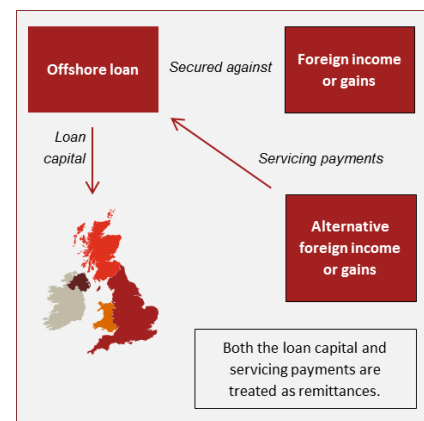 Offshore loan
Secured against
Foreign income
or gains
Loan
capital
Servicing payments
Alternative
foreign income
or gains
Both the loan capital and
servicing payments are
treated as remittances.